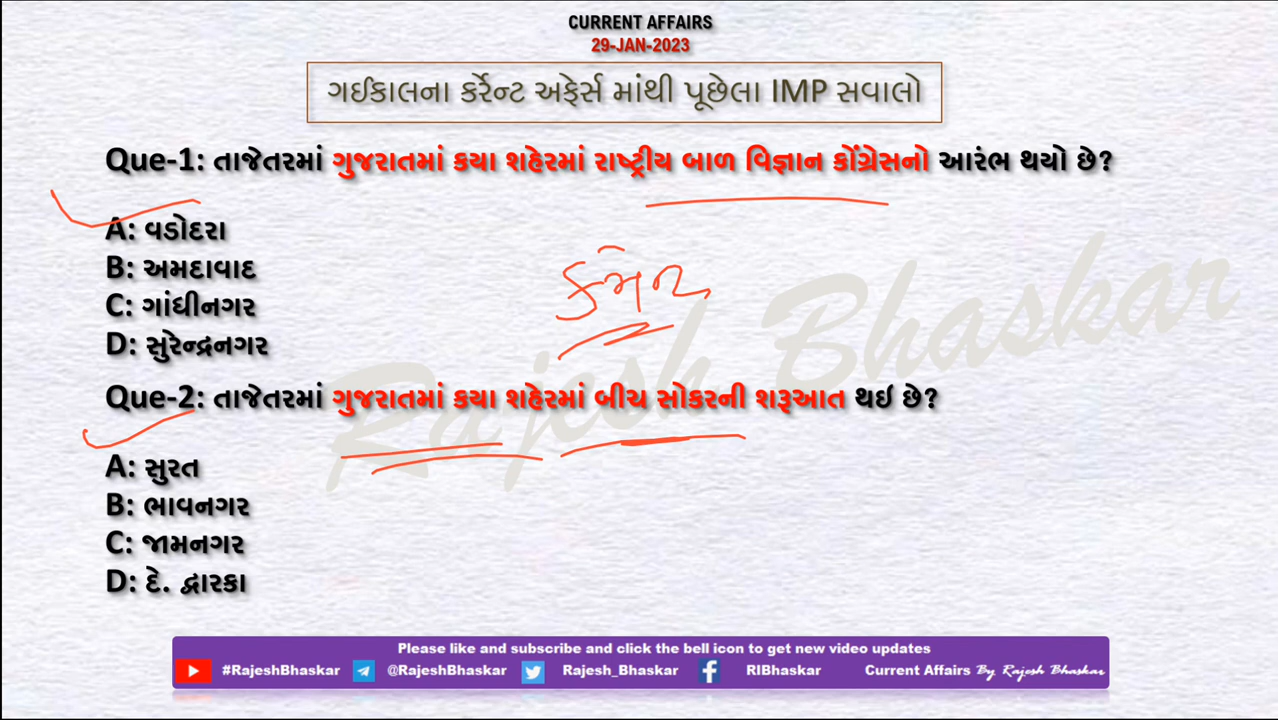 CURRENT AFFAIRS
29-JAN-2023
ગઈકાલના કર્રેન્ટ અફેર્સ માંથી પૂછેલા IMP સવાલો
Que-1: તાજેતરમાં ગુજરાતમાં કયા શહેરમાં રાષ્ટ્રીય બાળ વિજ્ઞાન કોંગ્રેસનો આરંભ થયો છે?
A: વડોદરા
B: અમદાવાદ
C: ગાંધીનગર
D: સુરેન્દ્રનગર
Que-2: તાજેતરમાં ગુજરાતમાં કયા શહેરમાં બીચ સોકરની શરૂઆત થઇ છે?
A: સુરત
B: ભાવનગર
C: જામનગર
D: દે. દ્વારકા
Rajesh Bhaskar
Please like and subscribe and click the bell icon to get new video updates
#RajeshBhaskar @RajeshBhaskar Rajesh_Bhaskar RIBhaskar Current Affairs By Rajesh Bhaskar